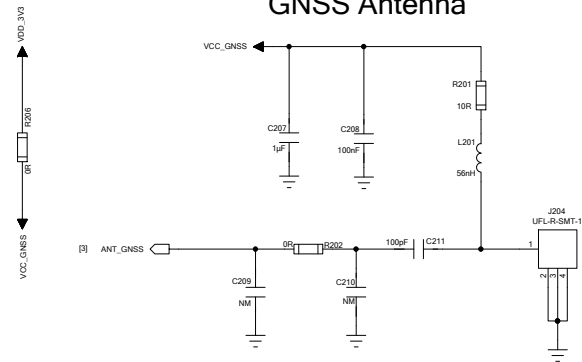 GNSS Antenna
VDD_3V3
R206
0R
VCC_GNSS
VCC_GNSS
C207
1µF
C208
100nF
R201
10R
L201
56nH
J204
UFL-R-SMT-1
1
2
3
4
[3] ANT_GNSS
0R
R202
100pF
C211
C209
NM
C210
NM